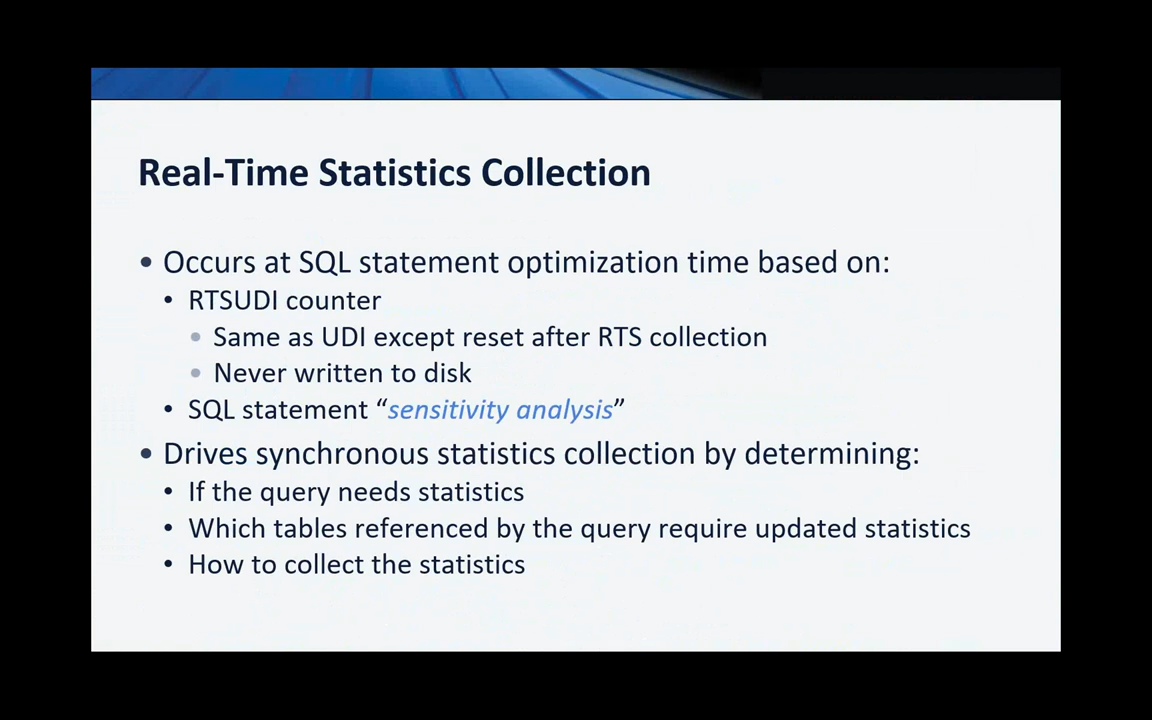 Real-Time Statistics Collection
• Occurs at SQL statement optimization time based on:
• RTSUDI counter
• Same as UDI except reset after RTS collection
• Never written to disk
• SQL statement “sensitivity analysis”
• Drives synchronous statistics collection by determining:
• If the query needs statistics
• Which tables referenced by the query require updated statistics
• How to collect the statistics